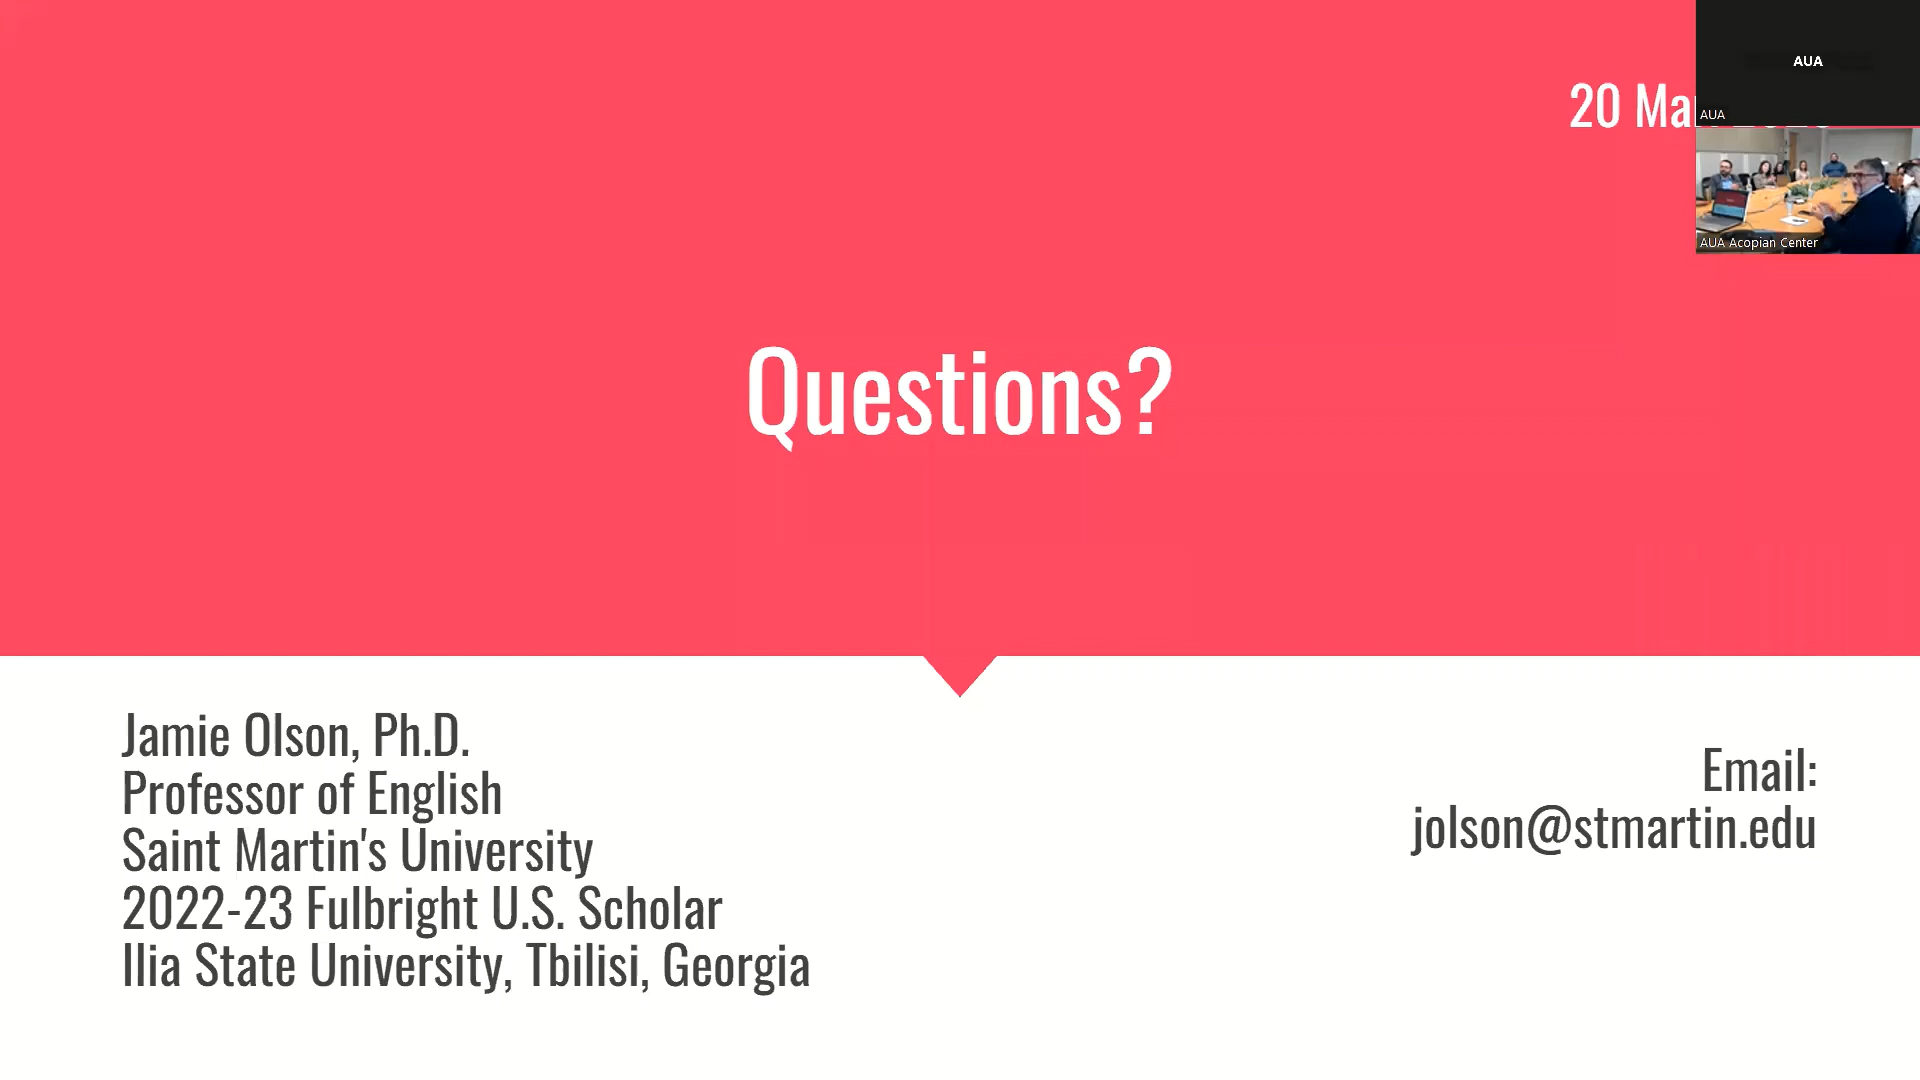 20
AUA
AUA
AUA Acopian Center
Questions?
Jamie Olson, Ph.D.
Professor of English
Saint Martin's University
2022-23 Fulbright U.S. Scholar
Ilia State University, Tbilisi, Georgia
Email:
jolson@stmartin.edu